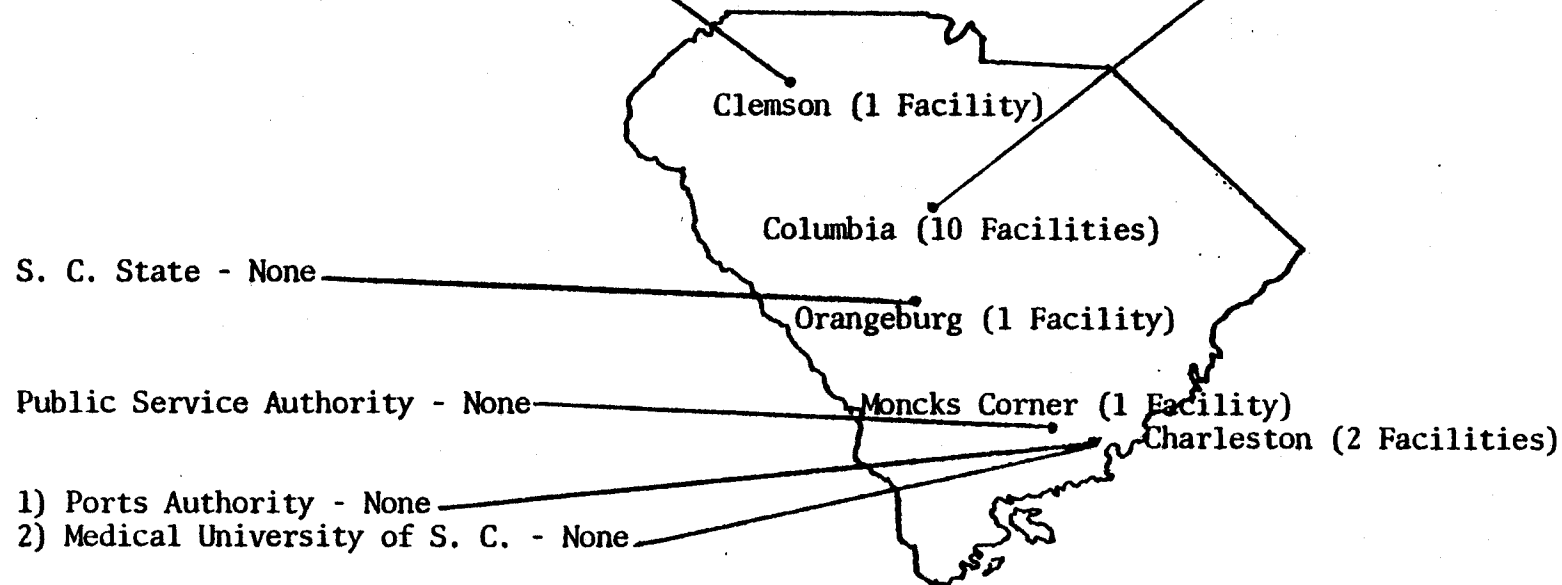 Clemson (1 Facility)
Columbia (10 Facilities)
S. C. State - None
Orangeburg (1 Facility)
Public Service Authority - None
Moncks Corner (1 Facility)
Charleston (2 Facilities)
1) Ports Authority - None
2) Medical University of S. C. - None